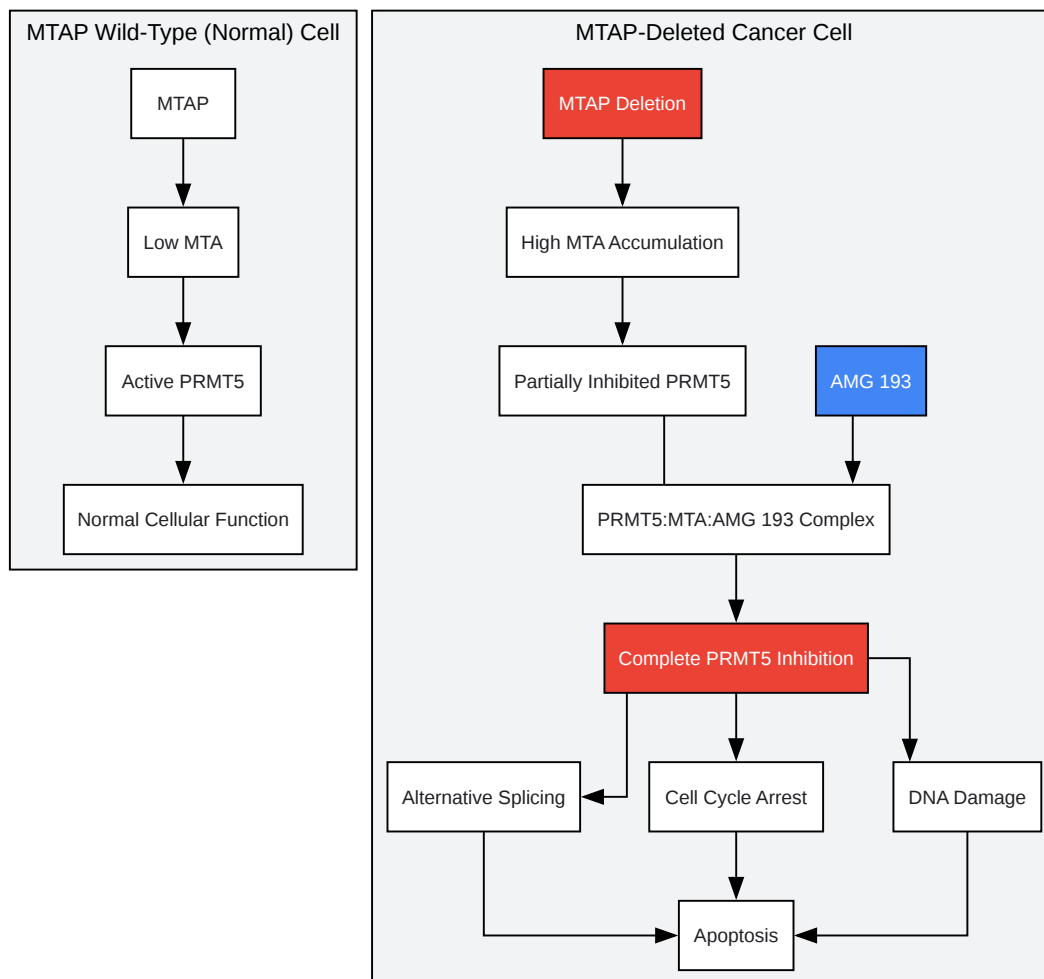 MTAP Wild-Type (Normal) Cell
MTAP
Low MTA
Active PRMT5
Normal Cellular Function
MTAP-Deleted Cancer Cell
MTAP Deletion
High MTA Accumulation
Partially Inhibited PRMT5
AMG 193
PRMT5:MTA:AMG 193 Complex
Complete PRMT5 Inhibition
Alternative Splicing
Cell Cycle Arrest
DNA Damage
Apoptosis